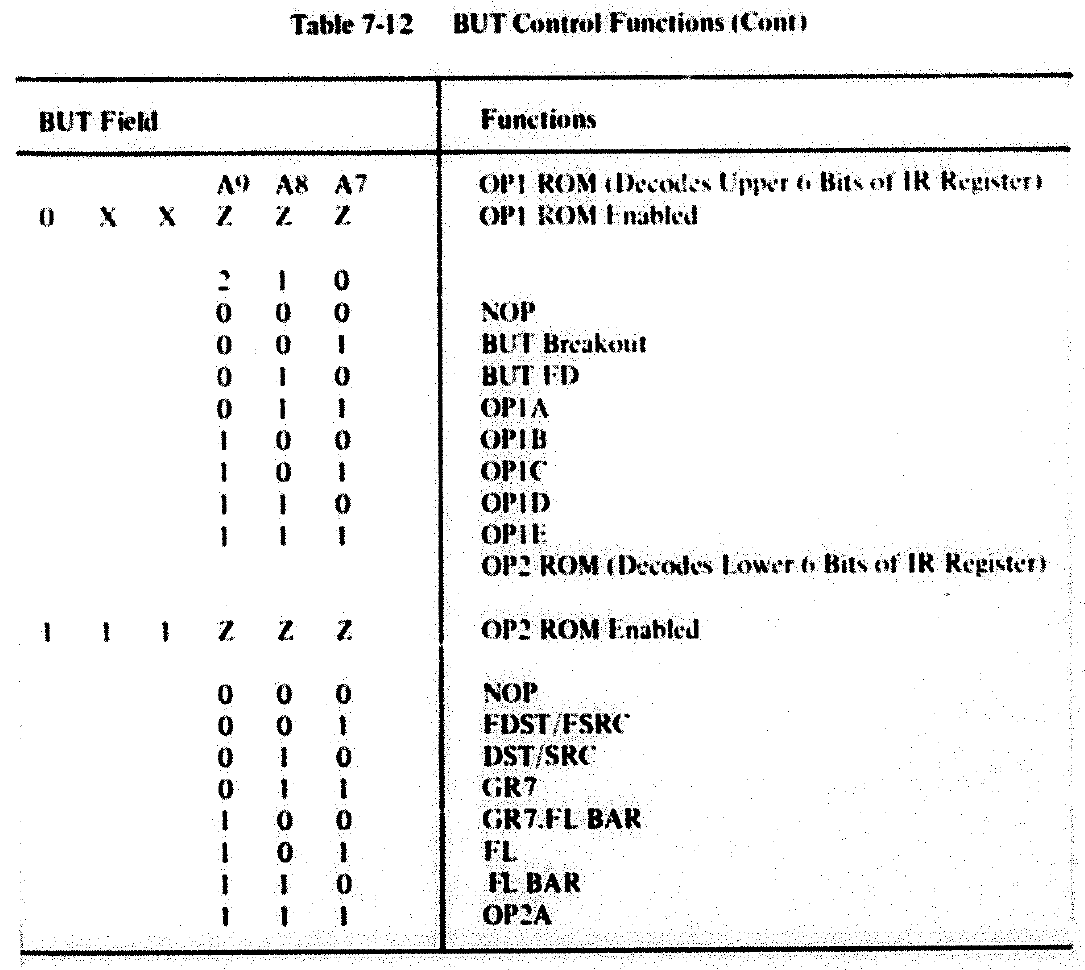 Table 7-12 BUT Control Functions (Cont)
BUT Field Functions
A9 A8 A7 OP1 ROM (Decodes Upper 6 Bits of IR Register)
0 X X Z Z Z OP1 ROM Enabled
2 1 0
0 0 0 NOP
0 0 1 BUT Breakout
0 1 0 BUT FD
0 1 1 OP1A
1 0 0 OP1B
1 0 1 OP1C
1 1 0 OP1D
1 1 1 OP1E
OP2 ROM (Decodes Lower 6 Bits of IR Register)
1 1 1 Z Z Z OP2 ROM Enabled
0 0 0 NOP
0 0 1 FDST/FSRC
0 1 0 DST/SRC
0 1 1 GR7
1 0 0 GR7.FL BAR
1 0 1 FL
1 1 0 FL BAR
1 1 1 OP2A